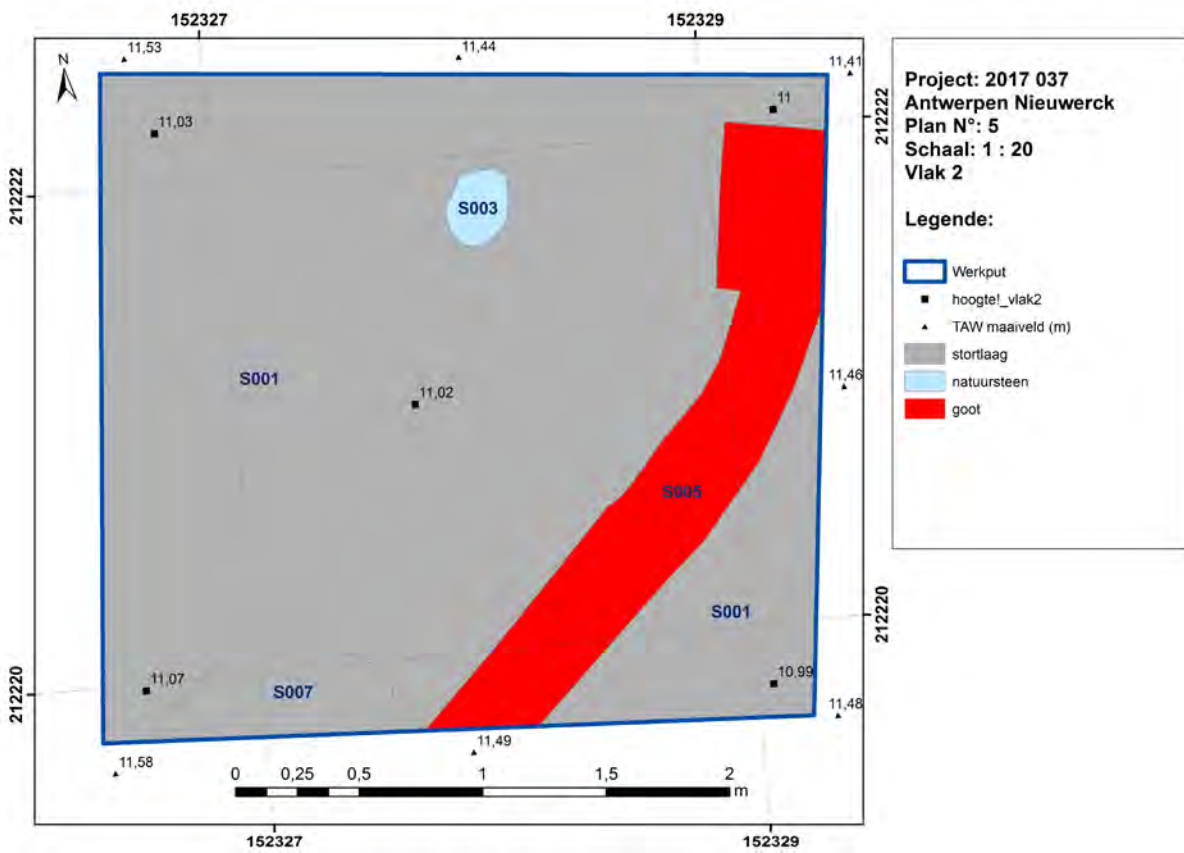 152327
152329
11,53
11,44
11,41
N
11,03
11
212222
212222
S003
S001
11,02
11,46
S005
S001
212220
212220
11,07
S007
10.99
11,48
11,49
11,58
0 0,25 0,5 1 1,5 2
m
152327
152329
Project: 2017 037
Antwerpen Nieuwerck
Plan N°: 5
Schaal: 1 : 20
Vlak 2
Legende:
Werkput
hoogte!_vlak2
TAW maaiveld (m)
stortlaag
natuursteen
goot